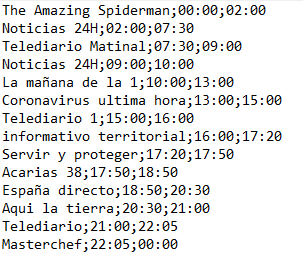 The Amazing Spiderman;00:00;02:00
Noticias 24H;02:00;07:30
Telediario Matinal;07:30;09:00
Noticias 24H;09:00;10:00
La mañana de la 1;10:00;13:00
Coronavirus ultima hora;13:00;15:00
Telediario 1;15:00;16:00
informativo territorial;16:00;17:20
Servir y proteger;17:20;17:50
Acarias 38;17:50;18:50
España directo;18:50;20:30
Aqui la tierra;20:30;21:00
Telediario;21:00;22:05
Masterchef;22:05;00:00